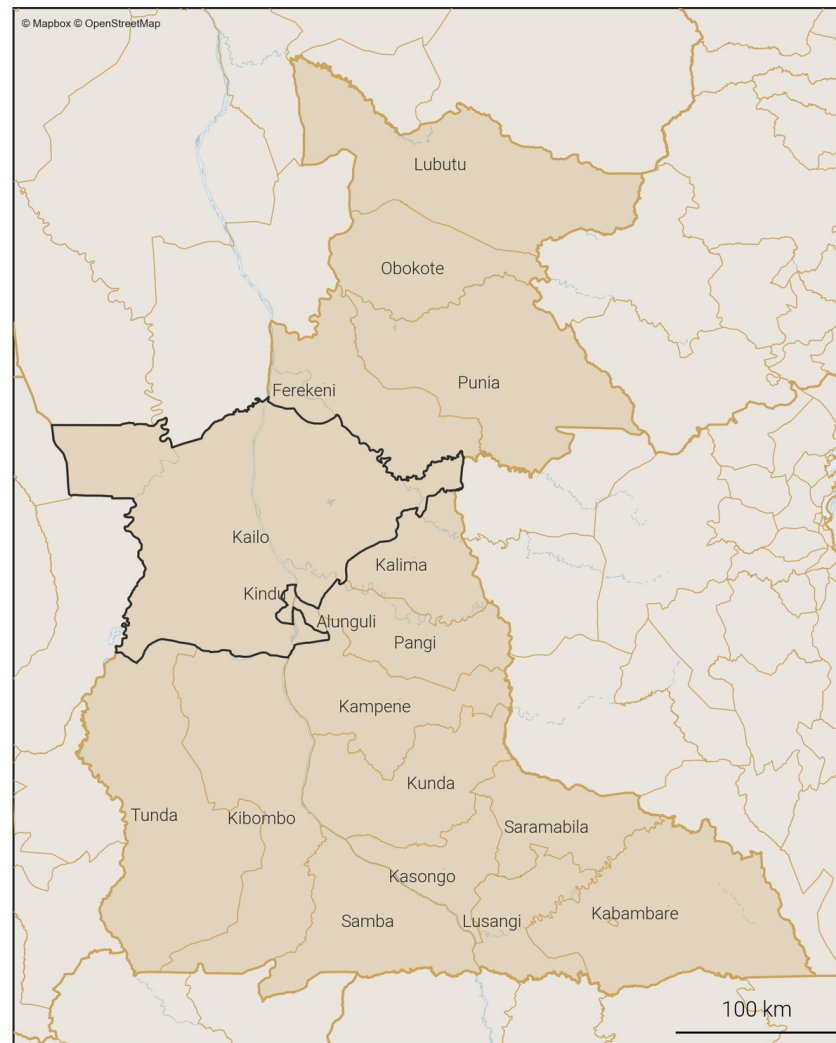 © Mapbox © OpenStreetMap
Lubutu
Obokote
Punia
Ferekeni
Kailo
Kalima
Kindu
Alunguli
Pangi
Kampene
Kunda
Tunda
Kibombo
Saramabila
Kasongo
Samba
Lusangi
Kabambare
100 km